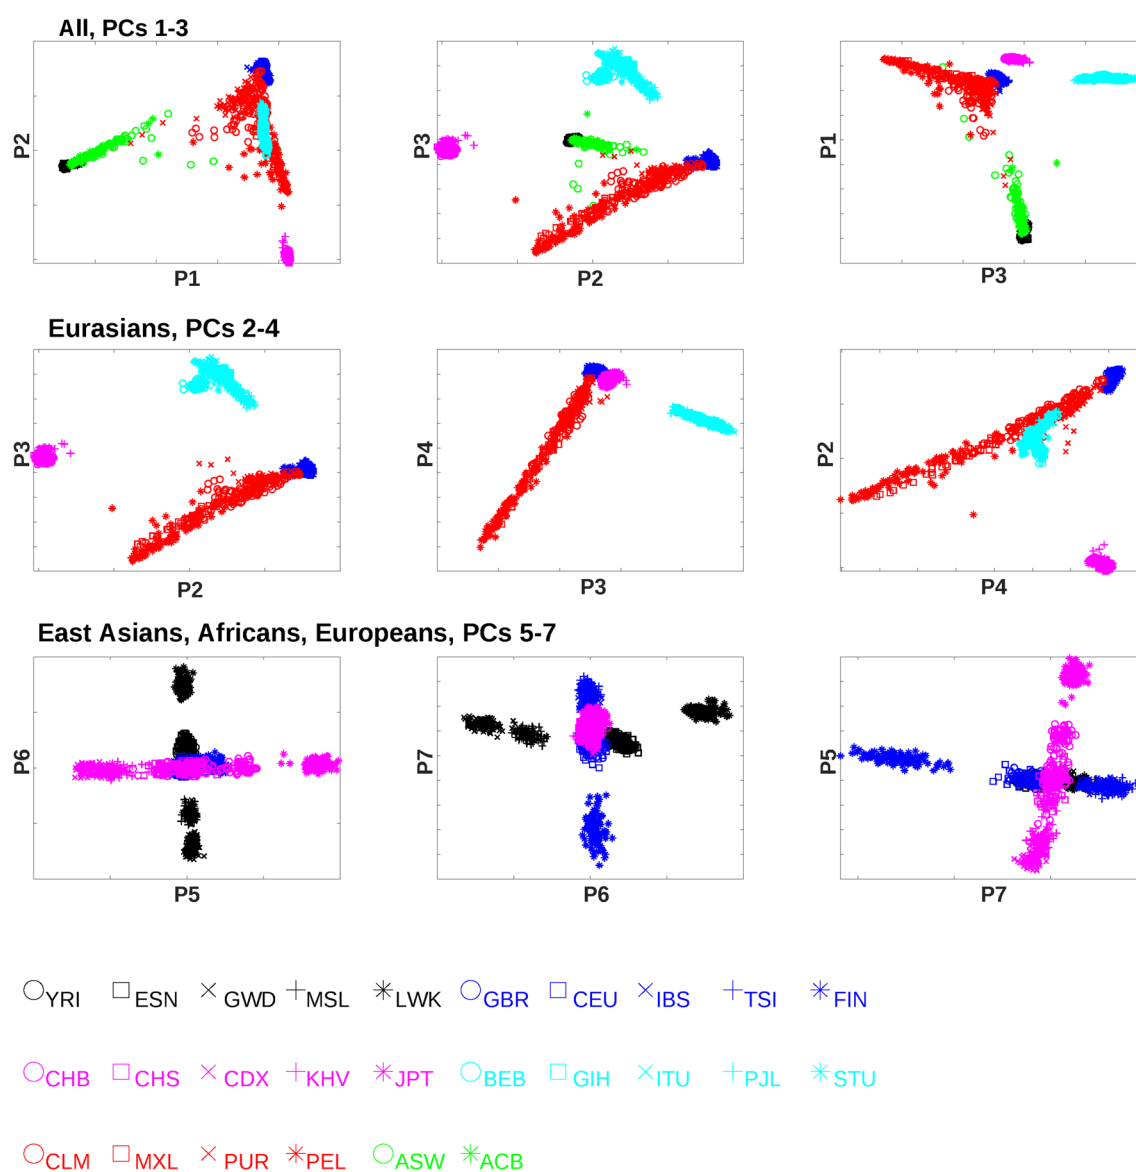 All, PCs 1-3
P2
P1
P3
P2
P1
P3
Eurasians, PCs 2-4
P3
P2
P4
P3
P2
P4
East Asians, Africans, Europeans, PCs 5-7
P6
P5
P7
P6
P5
P7
YRI ESN GWD MSL LWK GBR CEU IBS TSI FIN
CHB CHS CDX KHV JPT BEB GIH ITU PJL STU
CLM MXL PUR PEL ASW ACB